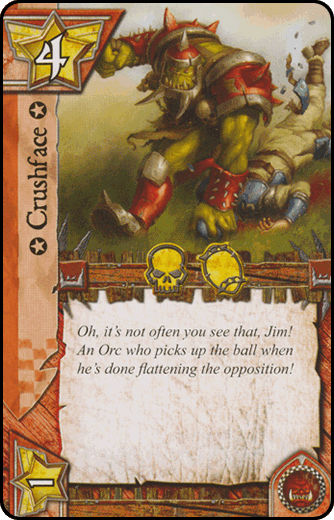 4
✪ Crushface ✪
Oh, it's not often you see that, Jim!
An Orc who picks up the ball when
he's done flattening the opposition!
1